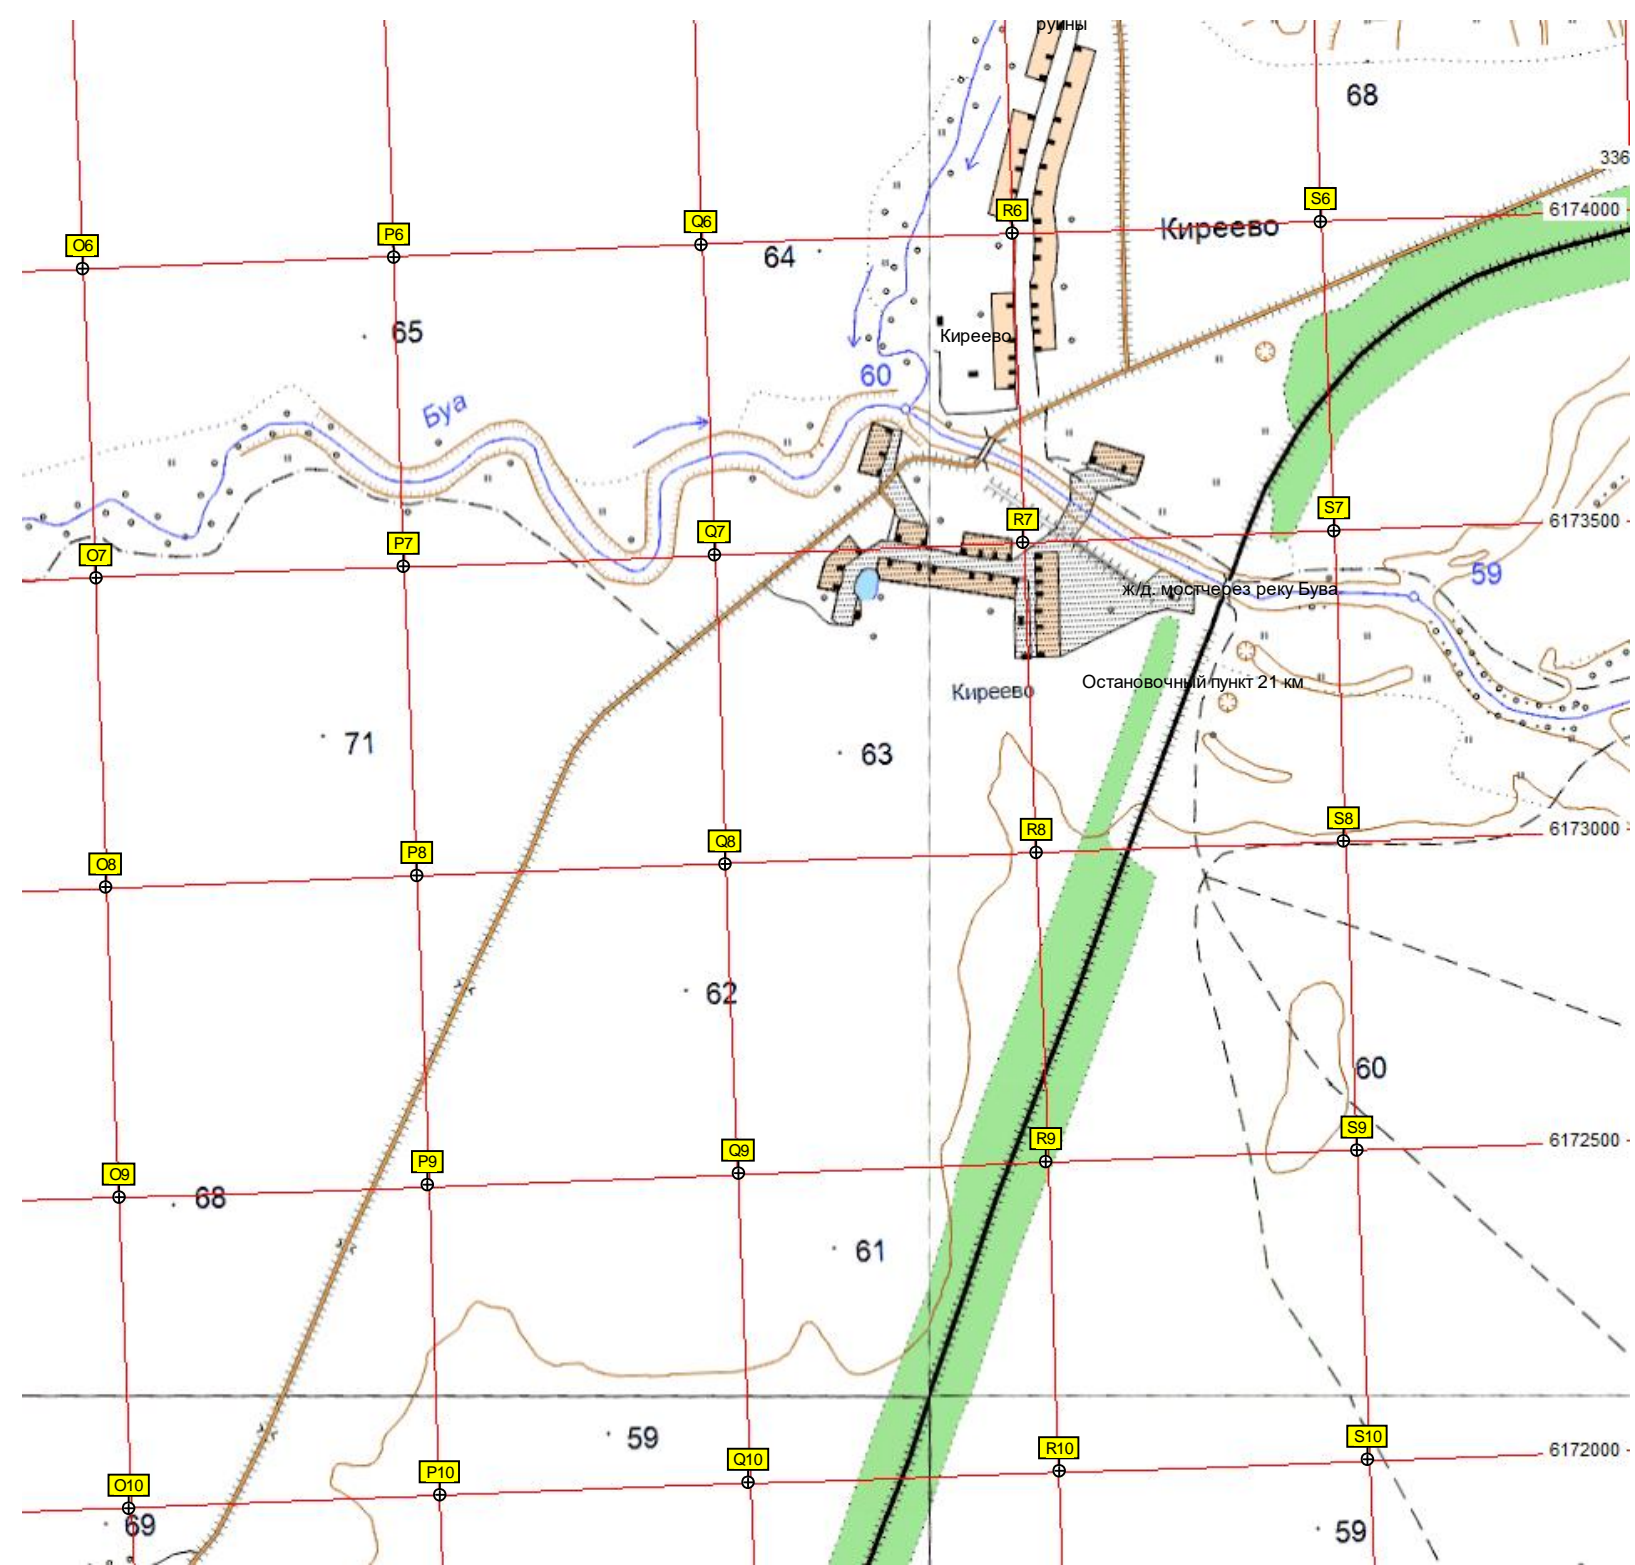 руины
68
336
6174000
S6
R6
Киреево
Q6
P6
O6
64
65
Киреево
60
Буа
S7
6173500
R7
Q7
P7
O7
59
ж/д. мост через реку Бува
Остановочный пункт 21 км
Киреево
71
63
S8
6173000
R8
Q8
P8
O8
62
60
S9
6172500
R9
Q9
P9
O9
68
61
59
S10
6172000
R10
Q10
P10
O10
69
59